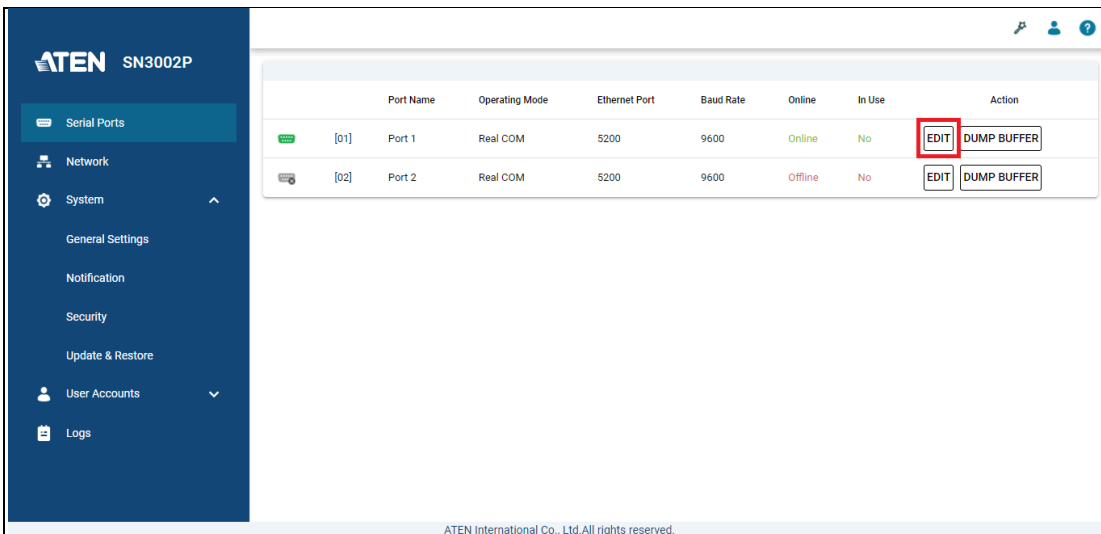 ATEN SN3002P
Serial Ports
Network
System
General Settings
Notification
Security
Update & Restore
User Accounts
Logs
Port Name Operating Mode Ethernet Port Baud Rate Online In Use Action
[01] Port 1 Real COM 5200 9600 Online No EDIT DUMP BUFFER
[02] Port 2 Real COM 5200 9600 Offline No EDIT DUMP BUFFER
ATEN International Co., Ltd.All rights reserved.